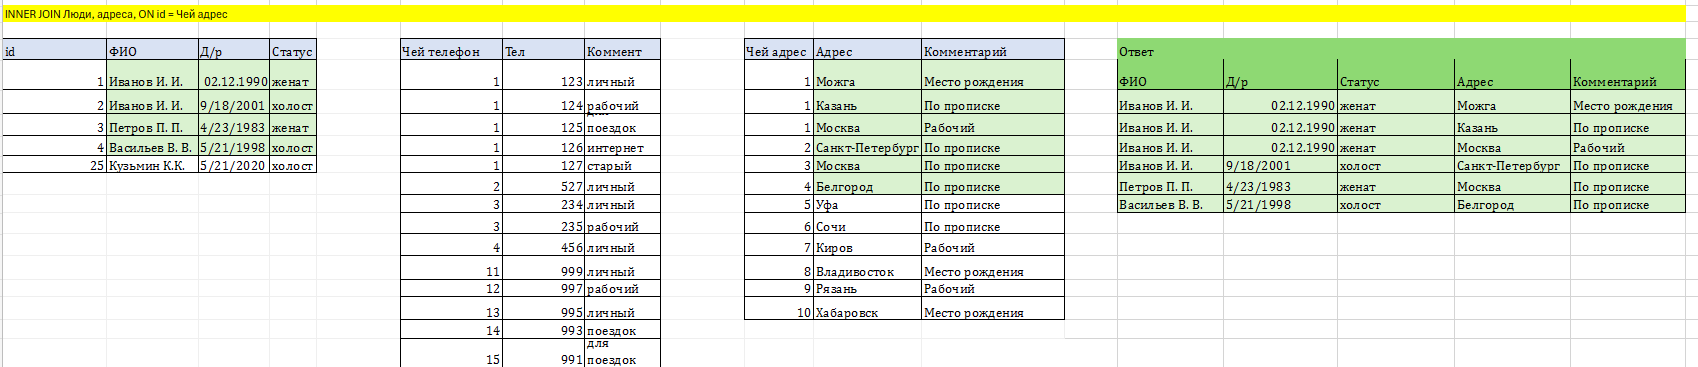 INNER JOIN Люди, адреса, ON id = Чей адрес
id ФИО Д/р Статус Чей телефон Тел Коммент Чей адрес Адрес Комментарий Ответ
1 Иванов И. И. 02.12.1990 женат 1 123 личный 1 Можга Место рождения ФИО Д/р Статус Адрес Комментарий
2 Иванов И. И. 9/18/2001 холост 1 124 рабочий 1 Казань По прописке Иванов И. И. 02.12.1990 женат Можга Место рождения
3 Петров П. П. 4/23/1983 женат 1 125 для поездок 1 Москва Рабочий Иванов И. И. 02.12.1990 женат Казань По прописке
4 Васильев В. В. 5/21/1998 холост 1 126 интернет 2 Санкт-Петербург По прописке Иванов И. И. 02.12.1990 женат Москва Рабочий
25 Кузьмин К.К. 5/21/2020 холост 1 127 старый 3 Москва По прописке Иванов И. И. 9/18/2001 холост Санкт-Петербург По прописке
2 527 личный 4 Белгород По прописке Петров П. П. 4/23/1983 женат Москва По прописке
3 234 личный 5 Уфа По прописке Васильев В. В. 5/21/1998 холост Белгород По прописке
3 235 рабочий 6 Сочи По прописке
4 456 личный 7 Киров Рабочий
11 999 личный 8 Владивосток Место рождения
12 997 рабочий 9 Рязань Рабочий
13 995 личный 10 Хабаровск Место рождения
14 993 поездок
для
15 991 поездок